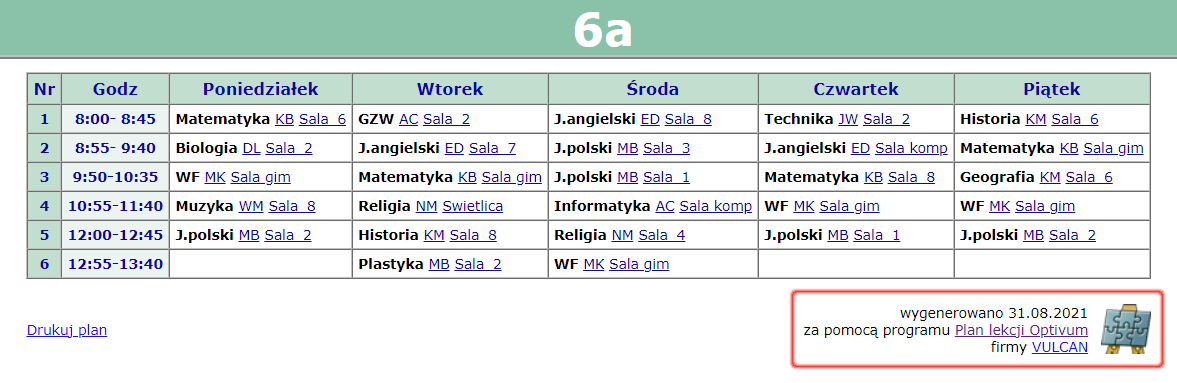 6a
Nr Godz Poniedziałek Wtorek Środa Czwartek Piątek
1 8:00- 8:45 Matematyka KB Sala_6 GZW AC Sala_2 J.angielski ED Sala_8 Technika JW Sala_2 Historia KM Sala_6
2 8:55- 9:40 Biologia DL Sala_2 J.angielski ED Sala_7 J.polski MB Sala_3 J.angielski ED Sala komp Matematyka KB Sala gim
3 9:50-10:35 WF MK Sala gim Matematyka KB Sala gim J.polski MB Sala_1 Matematyka KB Sala_8 Geografia KM Sala_6
4 10:55-11:40 Muzyka WM Sala_8 Religia NM Swietlica Informatyka AC Sala komp WF MK Sala gim WF MK Sala gim
5 12:00-12:45 J.polski MB Sala_2 Historia KM Sala_8 Religia NM Sala_4 J.polski MB Sala_1 J.polski MB Sala_2
6 12:55-13:40 Plastyka MB Sala_2 WF MK Sala gim
Drukuj plan
wygenerowano 31.08.2021
za pomocą programu Plan lekcji Optivum
firmy VULCAN